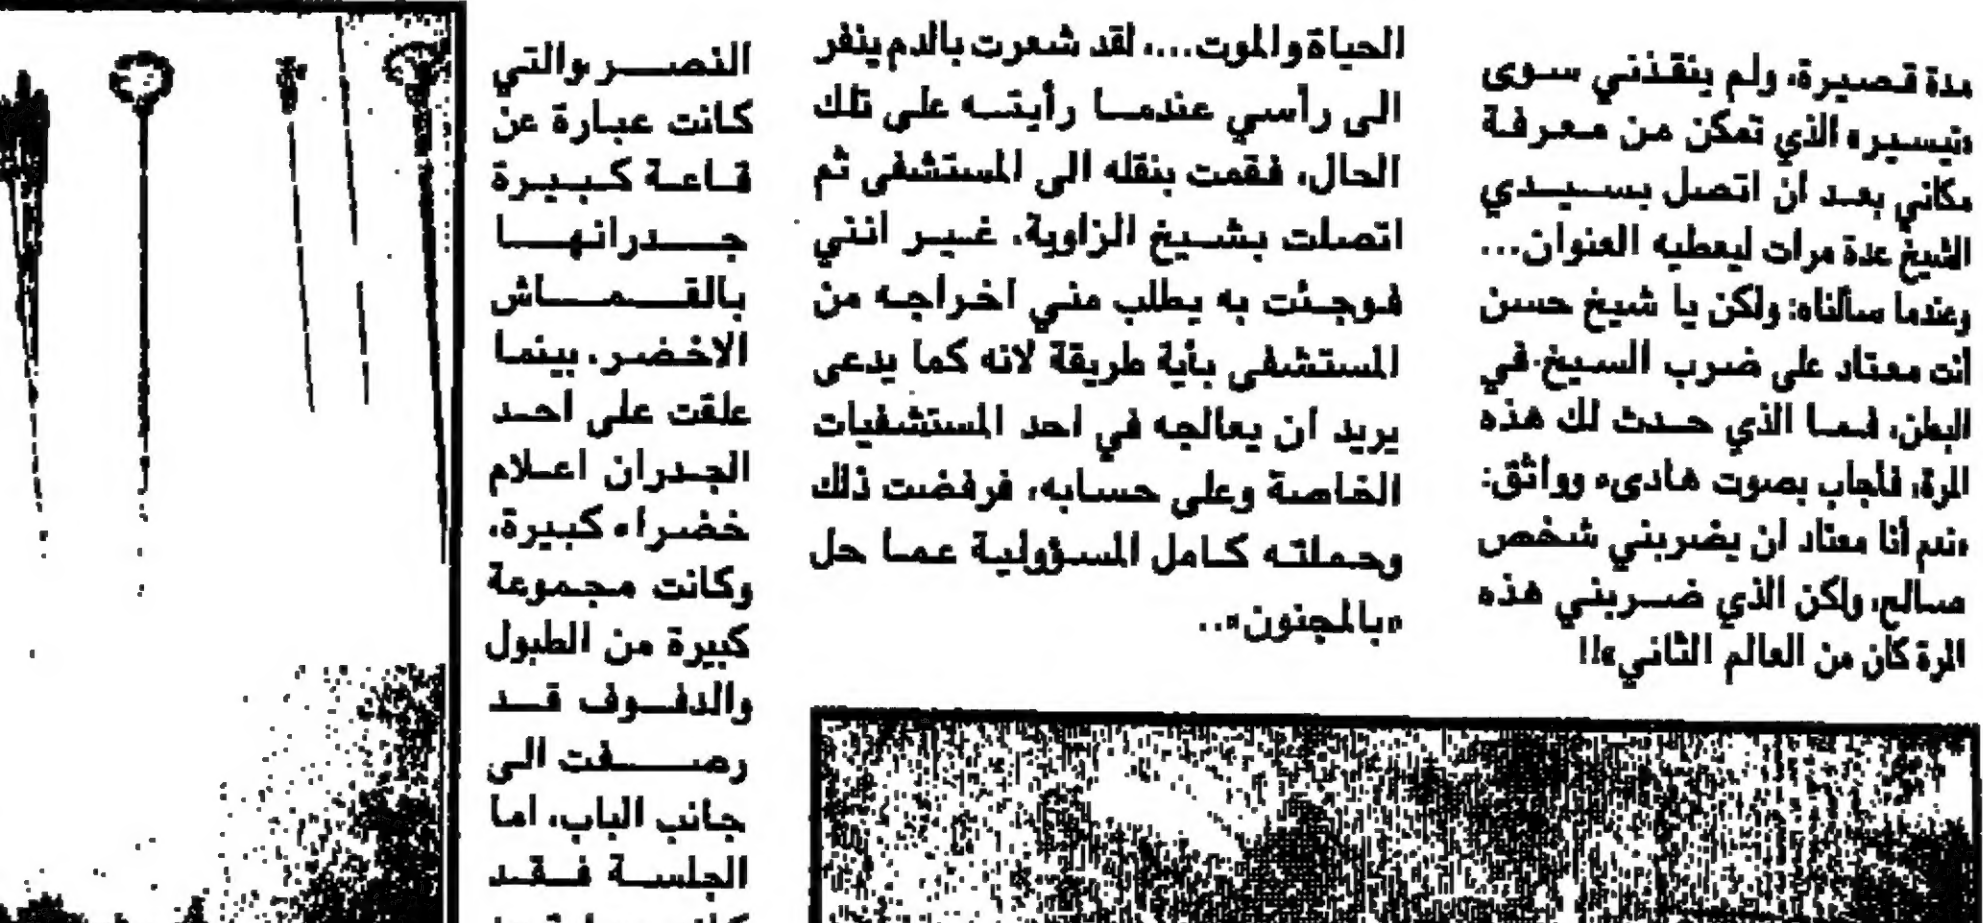 مدة قصيرة، ولم ينقذني سوى
«تيسير» الذي تمكن من معرفة
مكاني بعد ان اتصل بسيدي
الشيخ عدة مرات ليعطيه العنوان...
وعندما سألناه: ولكن يا شيخ حسن
أنت معتاد على ضرب السيخ في
البطن، فما الذي حدث لك هذه
المرة، فأجاب بصوت هادىء وواثق:
«نعم أنا معتاد ان يضربني شخص
صالح، ولكن الذي ضربني هذه
المرة كان من العالم الثاني»!!
الحياة والموت...، لقد شعرت بالدم ينفر
الى رأسي عندما رأيته على تلك
الحال، فقمت بنقله الى المستشفى ثم
اتصلت بشيخ الزاوية، غير انني
فوجئت به يطلب مني اخراجه من
المستشفى بأية طريقة لانه كما يدعى
يريد ان يعالجه في احد المستشفيات
الخاصة وعلى حسابه، فرفضت ذلك
وحملته كامل المسؤولية عما حل
«بالمجنون»..
النصر والتي
كانت عبارة عن
قاعة كبيرة
جدرانها
بالقماش
الاخضر، بينما
علقت على احد
الجدران اعلام
خضراء كبيرة،
وكانت مجموعة
كبيرة من الطبول
والدفوف قد
رصفت الى
جانب الباب، اما
الجلسة فقد